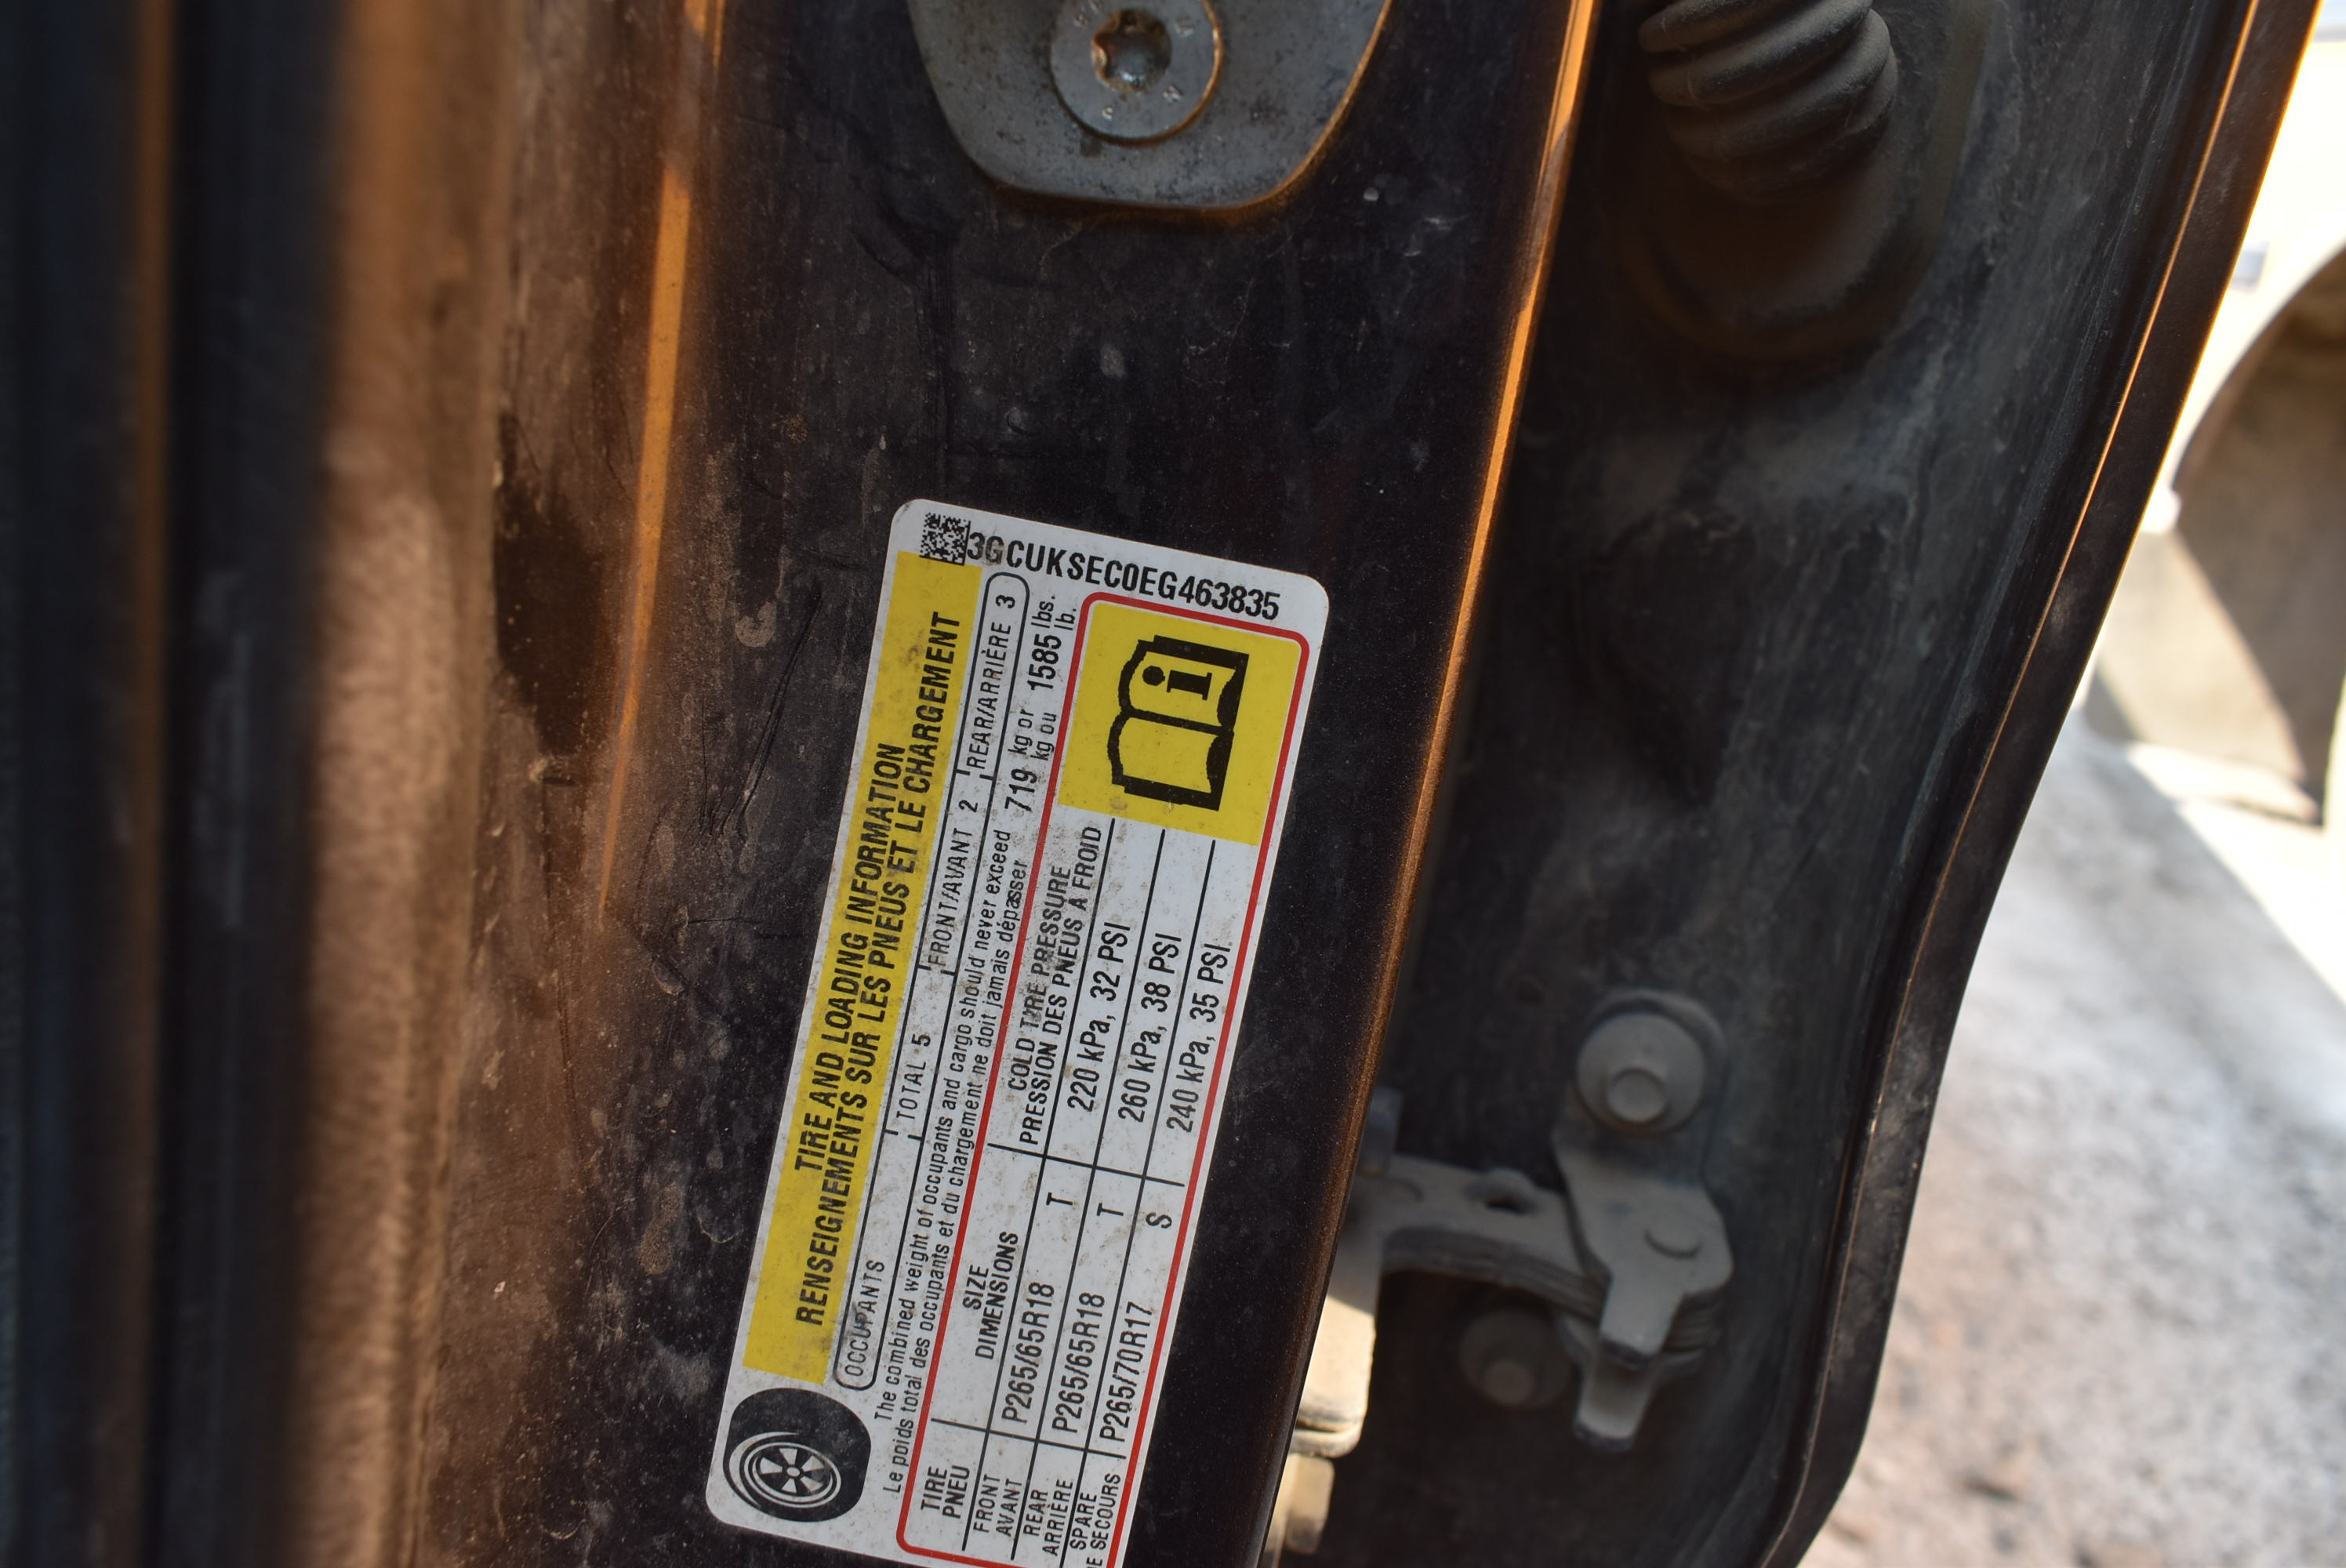 3GCUKSEC0EG463835
TIRE AND LOADING INFORMATION
RENSEIGNEMENTS SUR LES PNEUS ET LE CHARGEMENT
OCCUPANTS TOTAL 5 FRONT/AVANT 2 REAR/ARRIÈRE 3
The combined weight of occupants and cargo should never exceed 719 kg or 1585 lbs.
Le poids total des occupants et du chargement ne doit jamais dépasser kg ou lb.
TIRE SIZE COLD TIRE PRESSURE
PNEU DIMENSIONS PRESSION DES PNEUS À FROID
FRONT
AVANT P265/65R18 T 220 kPa, 32 PSI
REAR
ARRIÈRE P265/65R18 T 260 kPa, 38 PSI
SPARE
DE SECOURS P265/70R17 S 240 kPa, 35 PSI